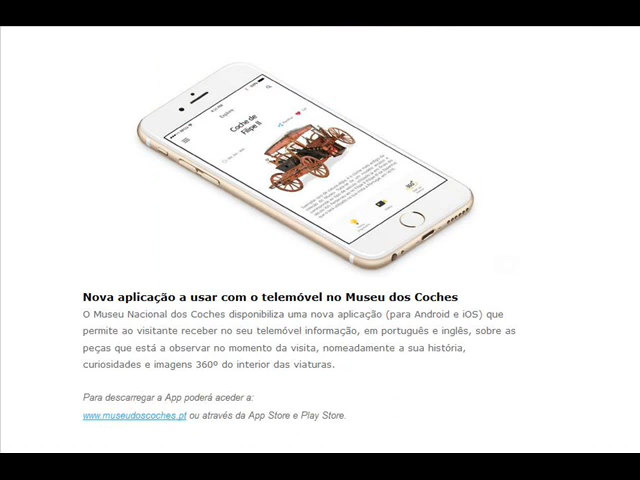 Explore
Coche de
Filipe II
360º
Nova aplicação a usar com o telemóvel no Museu dos Coches
O Museu Nacional dos Coches disponibiliza uma nova aplicação (para Android e iOS) que
permite ao visitante receber no seu telemóvel informação, em português e inglês, sobre as
peças que está a observar no momento da visita, nomeadamente a sua história,
curiosidades e imagens 360º do interior das viaturas.
Para descarregar a App poderá aceder a:
www.museudoscoches.pt ou através da App Store e Play Store.